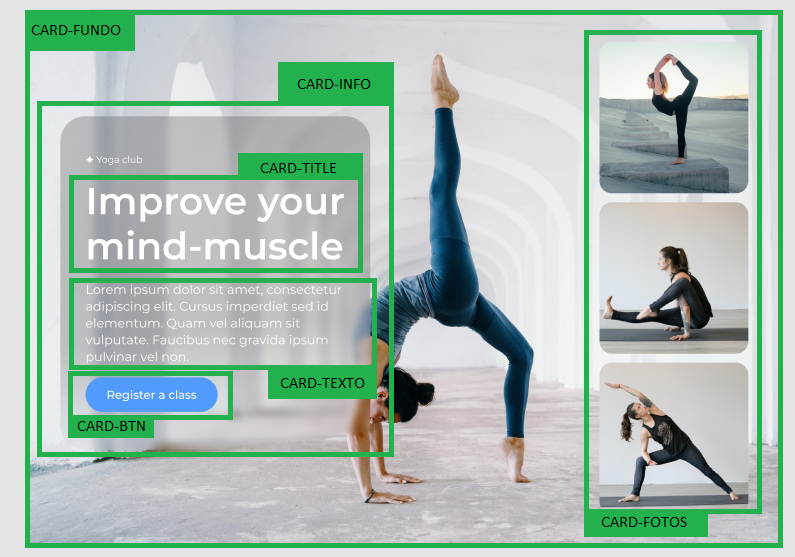 CARD-FUNDO
CARD-INFO
✦ Yoga club
CARD-TITLE
Improve your
mind-muscle
Lorem ipsum dolor sit amet, consectetur
adipiscing elit. Cursus imperdiet sed id
elementum. Quam vel aliquam sit
vulputate. Faucibus nec gravida ipsum
pulvinar vel non.
CARD-TEXTO
Register a class
CARD-BTN
CARD-FOTOS